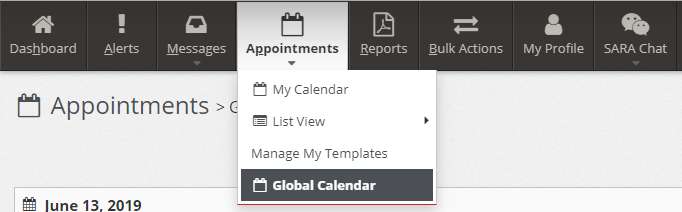 Dashboard
Alerts
Messages
Appointments
Reports
Bulk Actions
My Profile
SARA Chat
My Calendar
List View
Manage My Templates
Global Calendar
Appointments > G
June 13, 2019